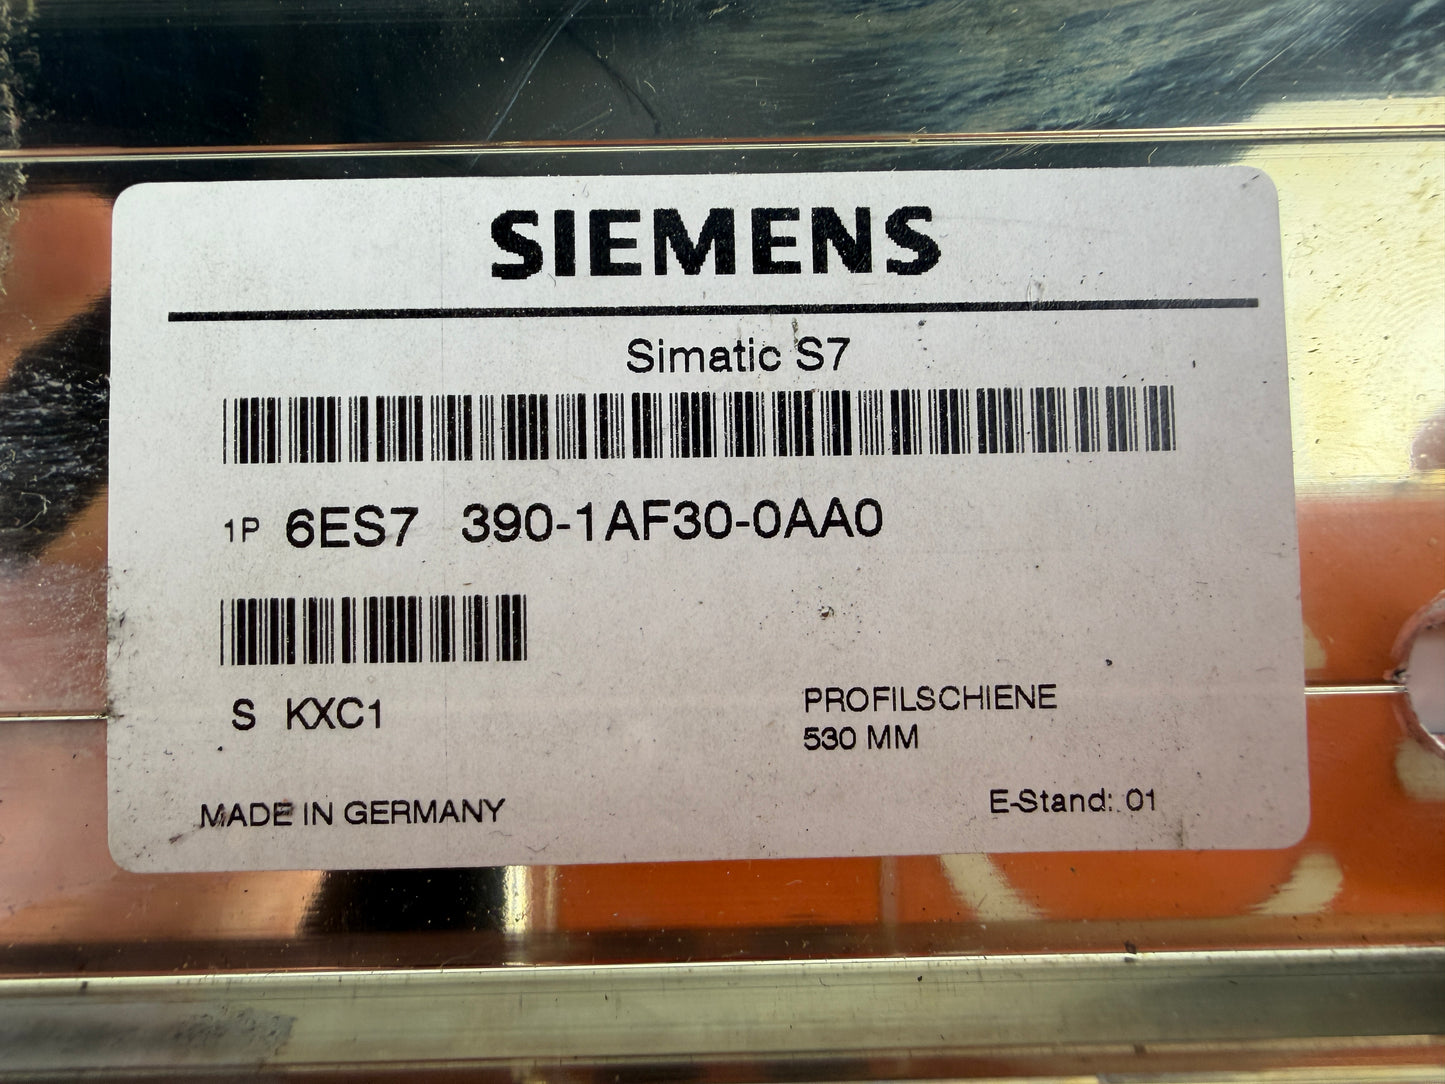 SIEMENS
Simatic S7
1P 6ES7 390-1AF30-0AA0
S KXC1
PROFILSCHIENE
530 MM
MADE IN GERMANY
E-Stand: 01